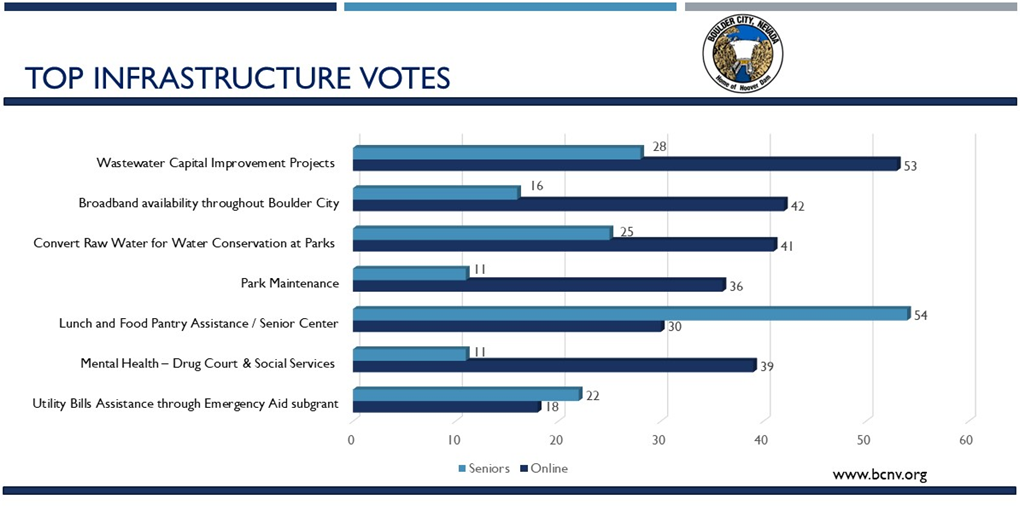 BOULDER CITY, NEVADA
Home of Hoover Dam
TOP INFRASTRUCTURE VOTES
Wastewater Capital Improvement Projects
28
53
Broadband availability throughout Boulder City
16
42
Convert Raw Water for Water Conservation at Parks
25
41
Park Maintenance
11
36
Lunch and Food Pantry Assistance / Senior Center
54
30
Mental Health – Drug Court & Social Services
11
39
Utility Bills Assistance through Emergency Aid subgrant
22
18
0 10 20 30 40 50 60
Seniors Online
www.bcnv.org